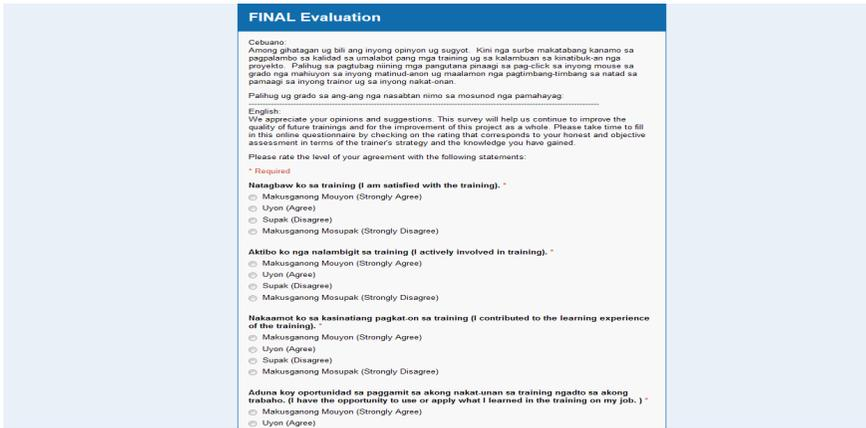 FINAL Evaluation
Cebuano:
Among gihatagan ug bili ang inyong opinyon ug sugyot.  Kini nga surbe makatabang kanamo sa
pagpalambo sa kalidad sa umalabot pang mga training ug sa kalambuan sa kinatibuk-an nga
proyekto.  Palihug sa pagtubag niining mga pangutana pinaagi sa pag-click sa inyong mouse sa
grado nga mahiuyon sa inyong matinud-anon ug maalamon nga pagtimbang-timbang sa natad sa
pamaagi sa inyong trainor ug sa inyong nakat-onan.
Palihug ug grado sa ang-ang nga nasabtan nimo sa mosunod nga pamahayag:
English:
We appreciate your opinions and suggestions. This survey will help us continue to improve the
quality of future trainings and for the improvement of this project as a whole. Please take time to fill
in this online questionnaire by checking on the rating that corresponds to your honest and objective
assessment in terms of the trainer's strategy and the knowledge you have gained.
Please rate the level of your agreement with the following statements:
* Required
Natagbaw ko sa training (I am satisfied with the training). *
Makusganong Mouyon (Strongly Agree)
Uyon (Agree)
Supak (Disagree)
Makusganong Mosupak (Strongly Disagree)
Aktibo ko nga nalambigit sa training (I actively involved in training). *
Makusganong Mouyon (Strongly Agree)
Uyon (Agree)
Supak (Disagree)
Makusganong Mosupak (Strongly Disagree)
Nakaamot ko sa kasinatiang pagkat-on sa training (I contributed to the learning experience
of the training). *
Makusganong Mouyon (Strongly Agree)
Uyon (Agree)
Supak (Disagree)
Makusganong Mosupak (Strongly Disagree)
Aduna koy oportunidad sa paggamit sa akong nakat-unan sa training ngadto sa akong
trabaho. (I have the opportunity to use or apply what I learned in the training on my job. ) *
Makusganong Mouyon (Strongly Agree)
Uyon (Agree)